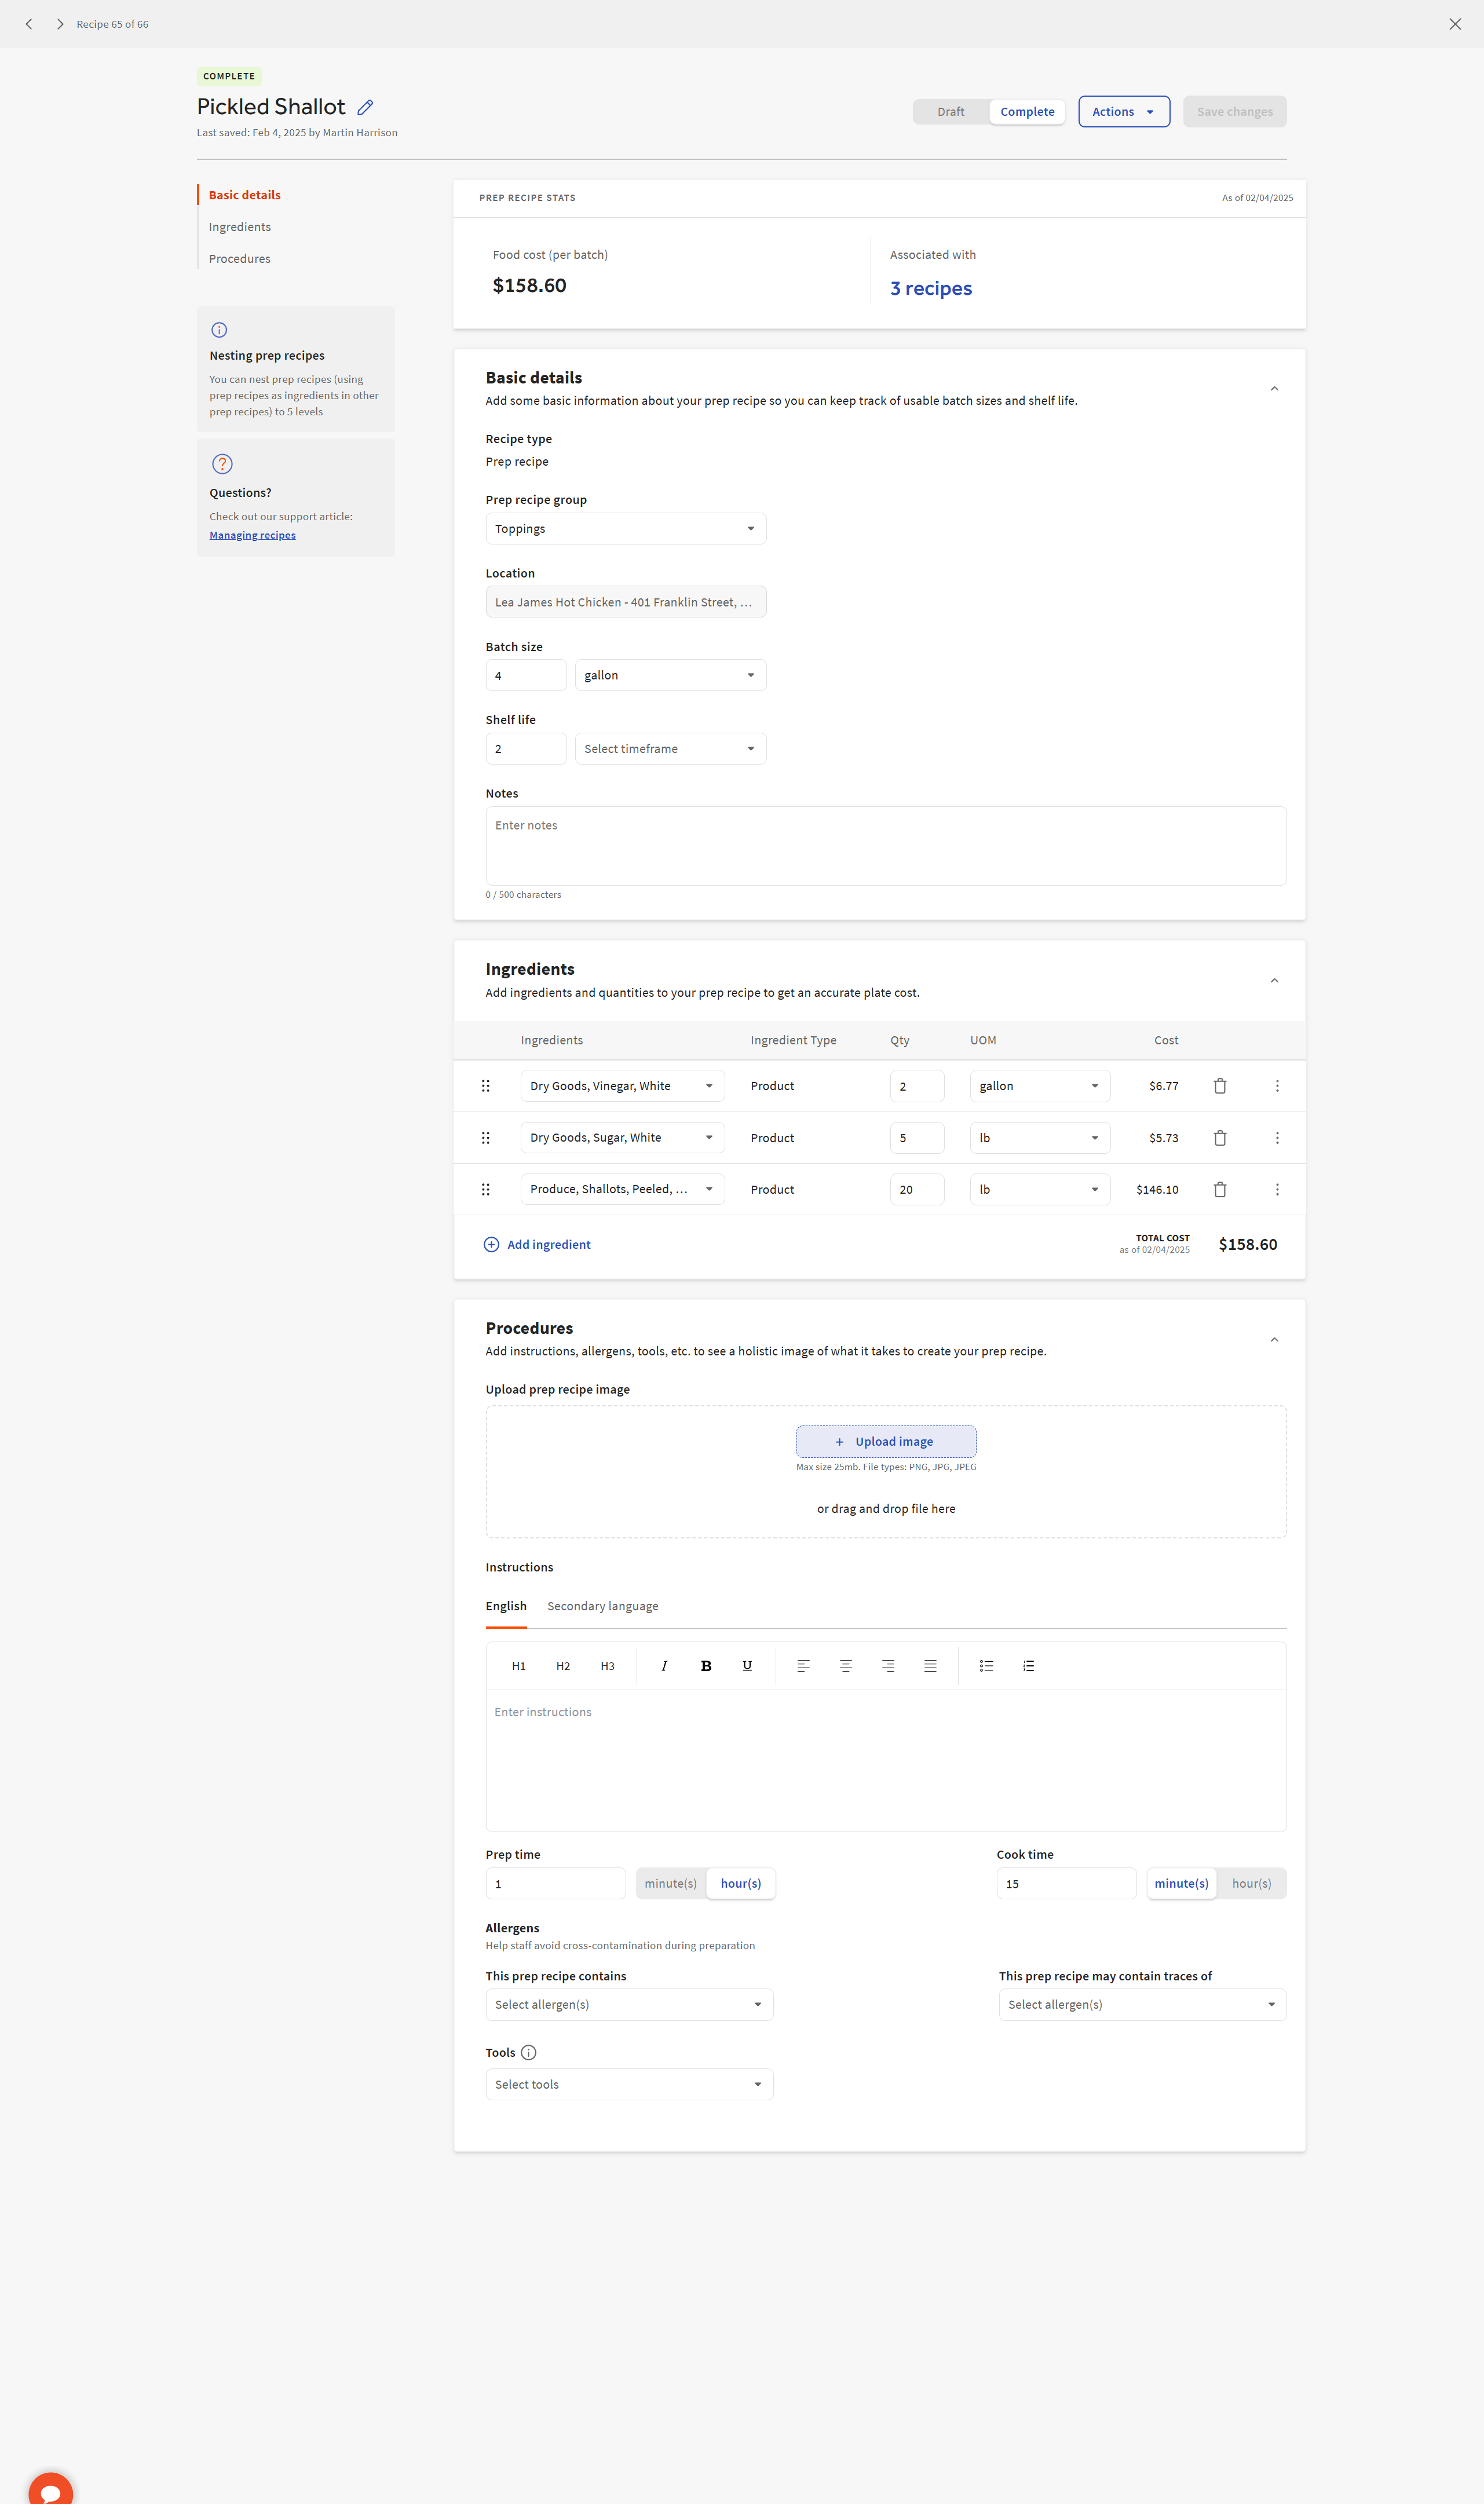 Recipe 65 of 66
COMPLETE
Pickled Shallot
Last saved: Feb 4, 2025 by Martin Harrison
Draft
Complete
Actions
Save changes
Basic details
Ingredients
Procedures
Nesting prep recipes
You can nest prep recipes (using
prep recipes as ingredients in other
prep recipes) to 5 levels
Questions?
Check out our support article:
Managing recipes
PREP RECIPE STATS
As of 02/04/2025
Food cost (per batch)
$158.60
Associated with
3 recipes
Basic details
Add some basic information about your prep recipe so you can keep track of usable batch sizes and shelf life.
Recipe type
Prep recipe
Prep recipe group
Toppings
Location
Lea James Hot Chicken - 401 Franklin Street, ...
Batch size
4 gallon
Shelf life
2 Select timeframe
Notes
Enter notes
0 / 500 characters
Ingredients
Add ingredients and quantities to your prep recipe to get an accurate plate cost.
Ingredients Ingredient Type Qty UOM Cost
Dry Goods, Vinegar, White Product 2 gallon $6.77
Dry Goods, Sugar, White Product 5 lb $5.73
Produce, Shallots, Peeled, ... Product 20 lb $146.10
Add ingredient
TOTAL COST
as of 02/04/2025
$158.60
Procedures
Add instructions, allergens, tools, etc. to see a holistic image of what it takes to create your prep recipe.
Upload prep recipe image
+ Upload image
Max size 25mb. File types: PNG, JPG, JPEG
or drag and drop file here
Instructions
English Secondary language
H1 H2 H3 I B U
Enter instructions
Prep time
1 minute(s) hour(s)
Cook time
15 minute(s) hour(s)
Allergens
Help staff avoid cross-contamination during preparation
This prep recipe contains
Select allergen(s)
This prep recipe may contain traces of
Select allergen(s)
Tools
Select tools